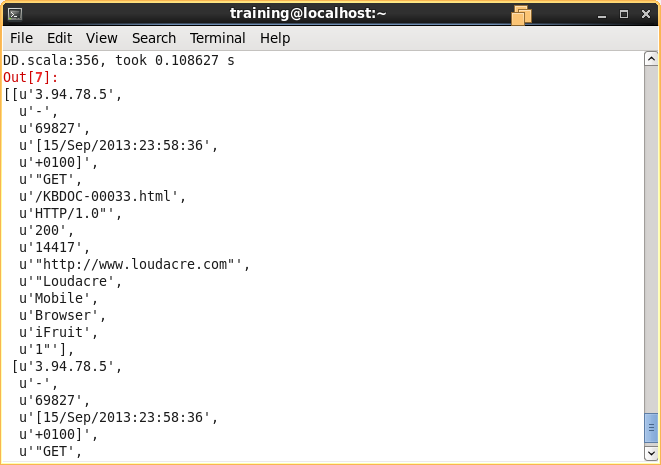 training@localhost:~
File Edit View Search Terminal Help
DD.scala:356, took 0.108627 s
Out[7]:
[[u'3.94.78.5',
u'-',
u'69827',
u'[15/Sep/2013:23:58:36',
u'+0100]',
u'"GET',
u'/KBDOC-00033.html',
u'HTTP/1.0"',
u'200',
u'14417',
u'"http://www.loudacre.com"',
u'"Loudacre',
u'Mobile',
u'Browser',
u'iFruit',
u'1"'],
[u'3.94.78.5',
u'-',
u'69827',
u'[15/Sep/2013:23:58:36',
u'+0100]',
u'"GET',